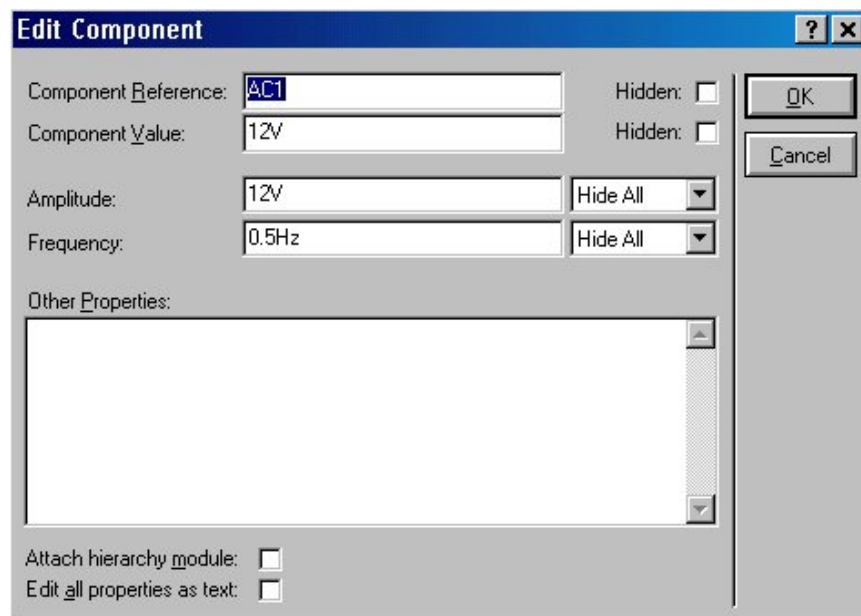 Edit Component
Component Reference: AC1 Hidden:
OK
Component Value: 12V Hidden:
Cancel
Amplitude: 12V Hide All
Frequency: 0.5Hz Hide All
Other Properties:
Attach hierarchy module:
Edit all properties as text: